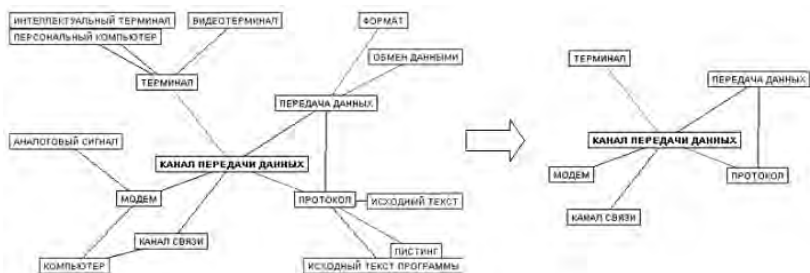 ИНТЕЛЛЕКТУАЛЬНЫЙ ТЕРМИНАЛ
ВИДЕОТЕРМИНАЛ
ФОРМАТ
ПЕРСОНАЛЬНЫЙ КОМПЬЮТЕР
ОБМЕН ДАННЫМИ
ТЕРМИНАЛ
ПЕРЕДАЧА ДАННЫХ
АНАЛОГОВЫЙ СИГНАЛ
КАНАЛ ПЕРЕДАЧИ ДАННЫХ
МОДЕМ
ПРОТОКОЛ
ИСХОДНЫЙ ТЕКСТ
КАНАЛ СВЯЗИ
ЛИСТИНГ
КОМПЬЮТЕР
ИСХОДНЫЙ ТЕКСТ ПРОГРАММЫ
ТЕРМИНАЛ
ПЕРЕДАЧА ДАННЫХ
КАНАЛ ПЕРЕДАЧИ ДАННЫХ
МОДЕМ
ПРОТОКОЛ
КАНАЛ СВЯЗИ